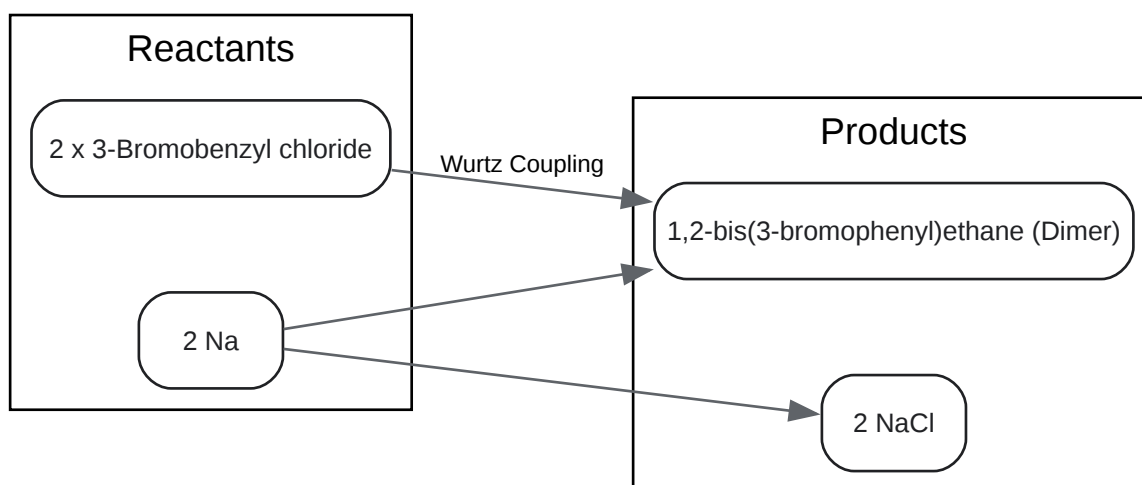 Reactants
2 x 3-Bromobenzyl chloride
2 Na
Wurtz Coupling
Products
1,2-bis(3-bromophenyl)ethane (Dimer)
2 NaCl